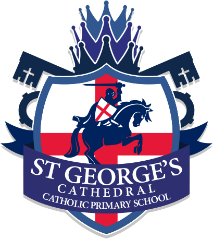 ST GEORGE'S
CATHEDRAL
CATHOLIC PRIMARY SCHOOL